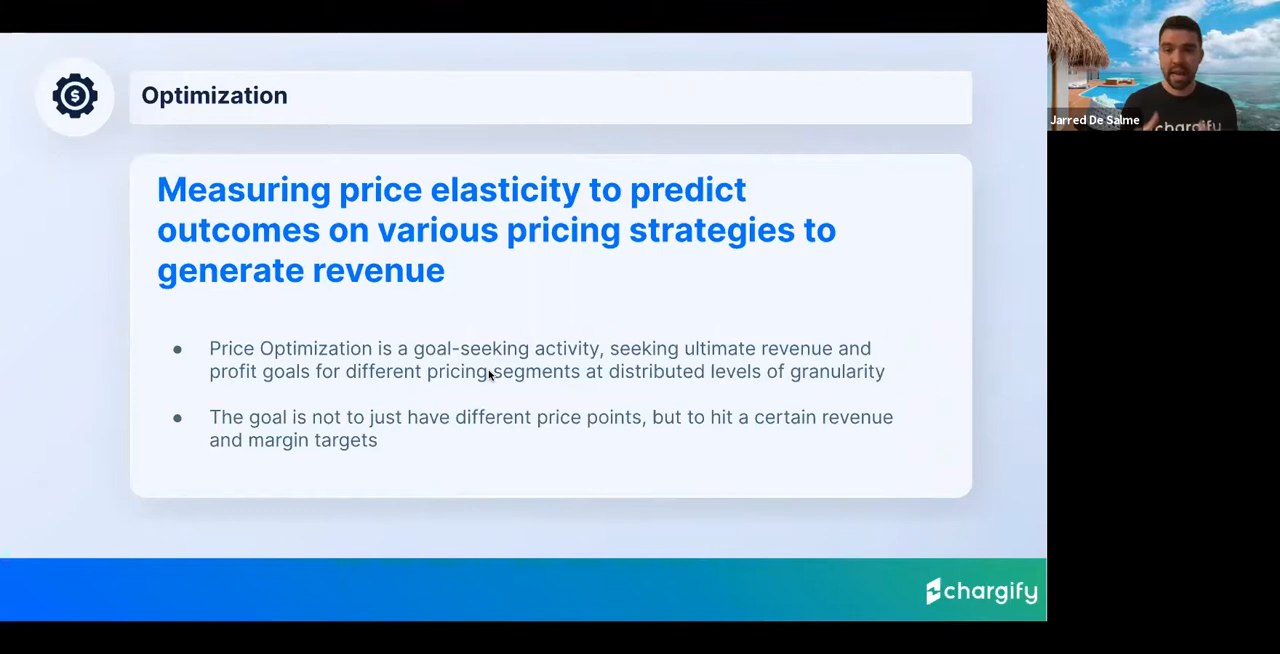 Optimization
Measuring price elasticity to predict
outcomes on various pricing strategies to
generate revenue
● Price Optimization is a goal-seeking activity, seeking ultimate revenue and
profit goals for different pricing segments at distributed levels of granularity
● The goal is not to just have different price points, but to hit a certain revenue
and margin targets
chargify
Jarred De Salme
chargify
$